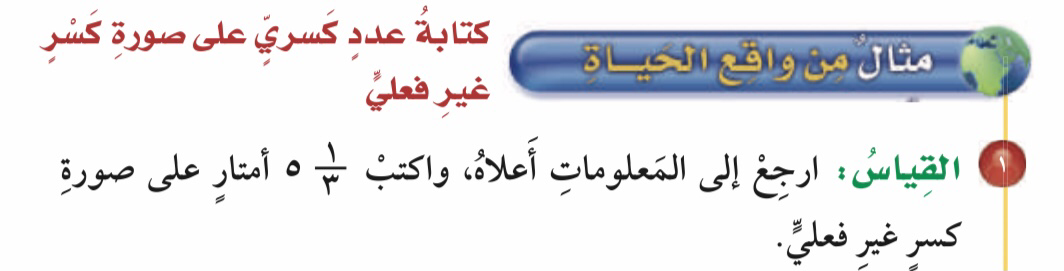 مثالٌ مِن واقِعِ الحَيـاةِ
كتابةُ عددٍ كَسريٍّ على صورةِ كَسْرٍ
غيرِ فعليٍّ
١ القِياسُ: ارجِعْ إلى المَعلوماتِ أَعلاهُ، واكتبْ ١/٣ ٥ أمتارٍ على صورةِ
كسرٍ غيرِ فعليٍّ.